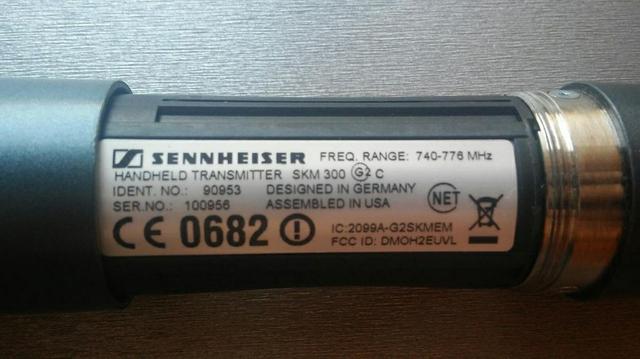 SENNHEISER FREQ. RANGE: 740-776 MHz
HANDHELD TRANSMITTER SKM 300 G2 C
IDENT. NO.: 90953 DESIGNED IN GERMANY
SER.NO.: 100956 ASSEMBLED IN USA
NET
CE 0682
IC:2099A-G2SKMEM
FCC ID: DMOH2EUVL